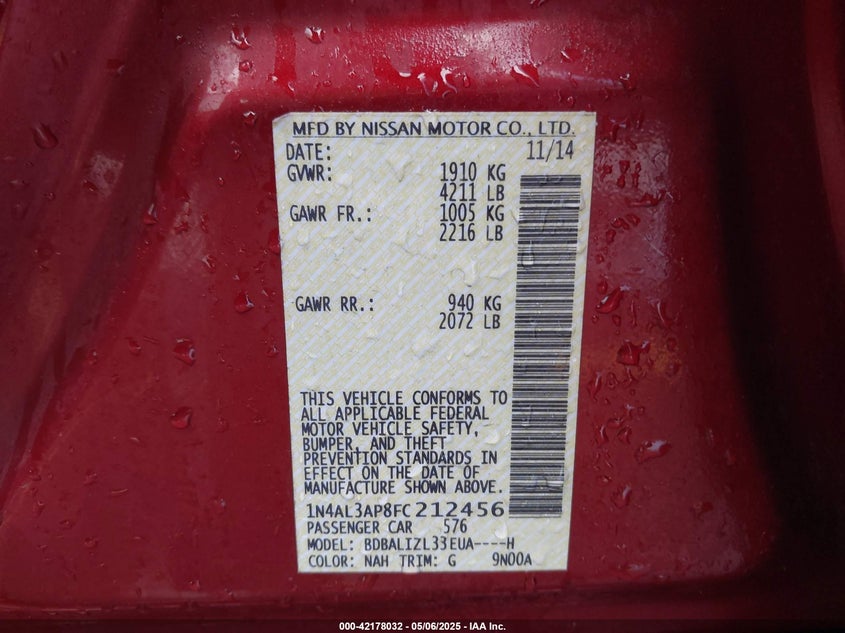 MFD BY NISSAN MOTOR CO., LTD.
DATE: 11/14
GVWR: 1910 KG
4211 LB
GAWR FR.: 1005 KG
2216 LB
GAWR RR.: 940 KG
2072 LB
THIS VEHICLE CONFORMS TO
ALL APPLICABLE FEDERAL
MOTOR VEHICLE SAFETY,
BUMPER, AND THEFT
PREVENTION STANDARDS IN
EFFECT ON THE DATE OF
MANUFACTURE SHOWN ABOVE.
1N4AL3AP8FC212456
PASSENGER CAR 576
MODEL: BDBALIZL33EUA----H
COLOR: NAH TRIM: G 9N00A
000-42178032 - 05/06/2025 - IAA Inc.